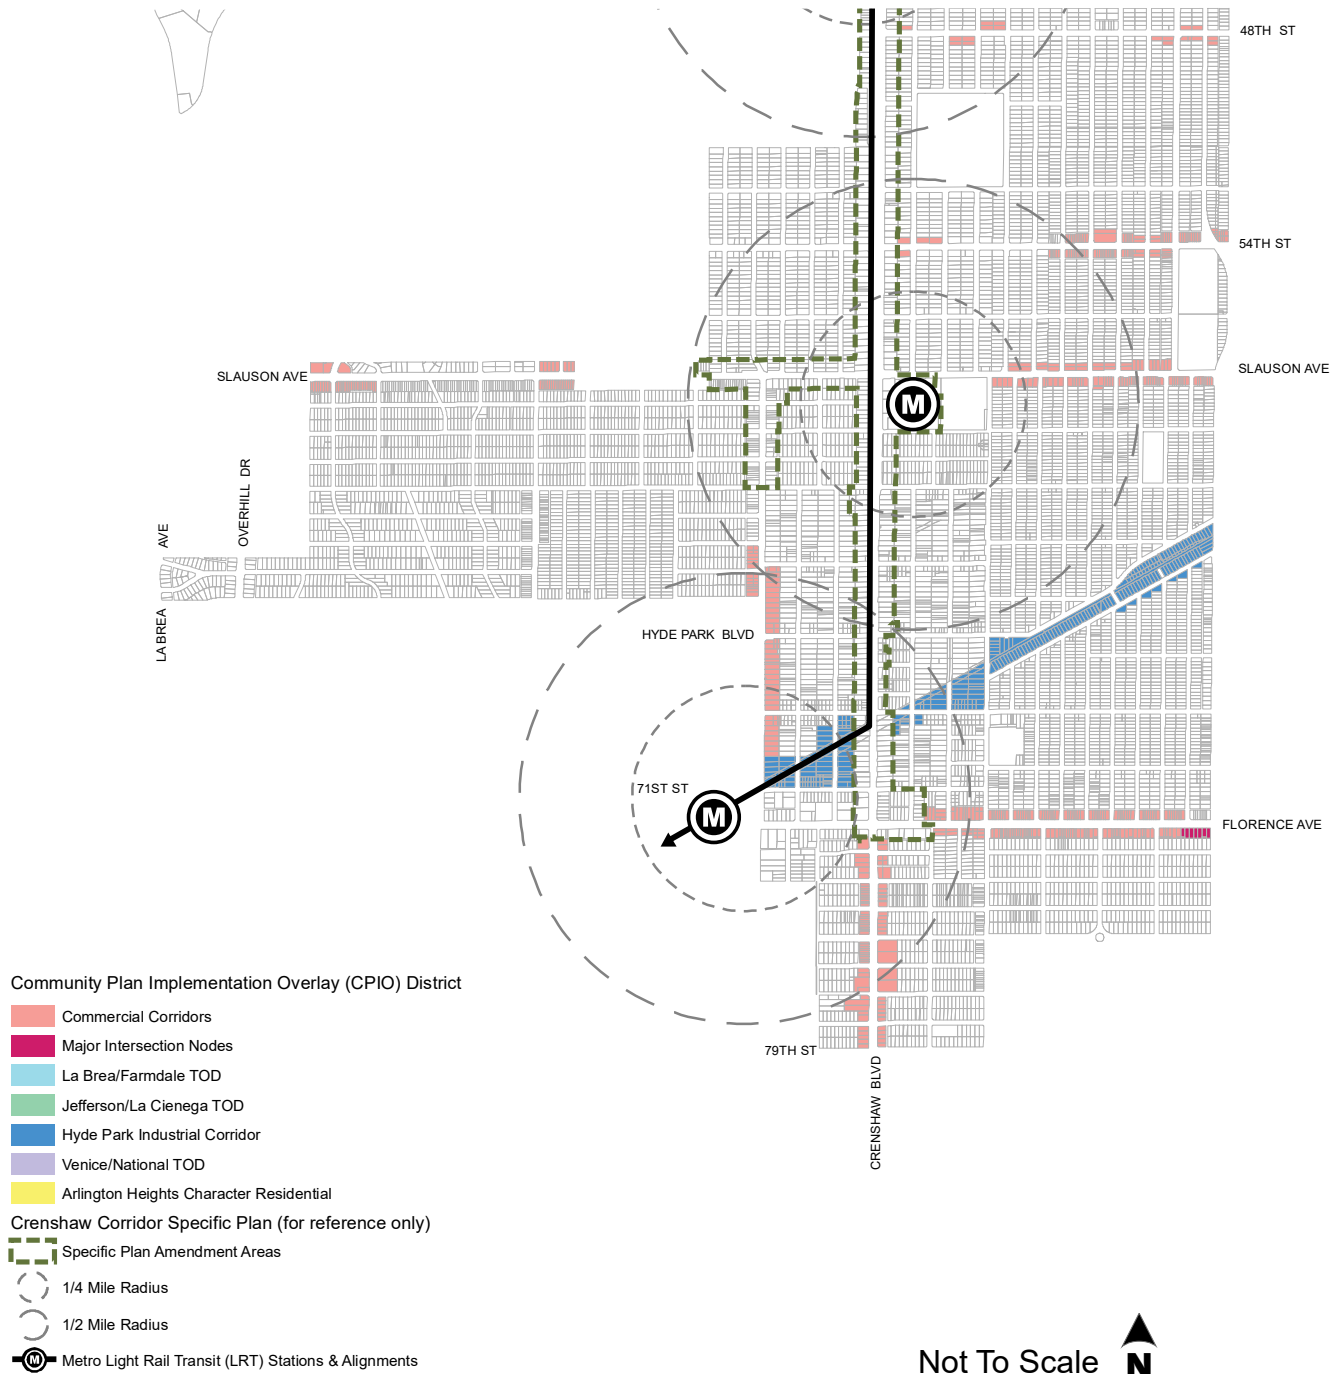 48TH ST
54TH ST
SLAUSON AVE
SLAUSON AVE
M
OVERHILL DR
LA BREA AVE
HYDE PARK BLVD
71ST ST
M
FLORENCE AVE
79TH ST
CRENSHAW BLVD
Community Plan Implementation Overlay (CPIO) District
Commercial Corridors
Major Intersection Nodes
La Brea/Farmdale TOD
Jefferson/La Cienega TOD
Hyde Park Industrial Corridor
Venice/National TOD
Arlington Heights Character Residential
Crenshaw Corridor Specific Plan (for reference only)
Specific Plan Amendment Areas
1/4 Mile Radius
1/2 Mile Radius
M Metro Light Rail Transit (LRT) Stations & Alignments
Not To Scale N